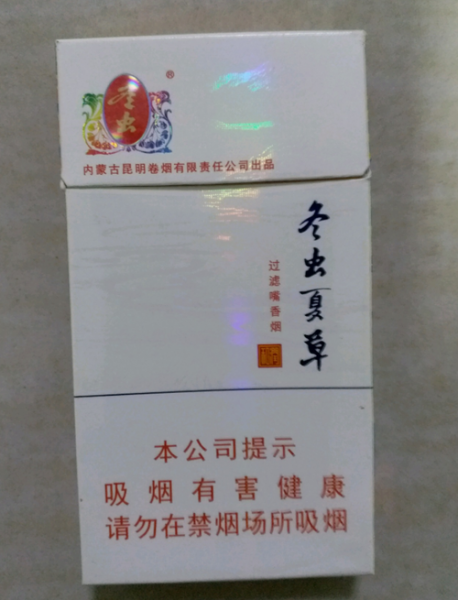 冬虫
®
内蒙古昆明卷烟有限责任公司出品
冬虫夏草
过滤嘴香烟
本公司提示
吸烟有害健康
请勿在禁烟场所吸烟